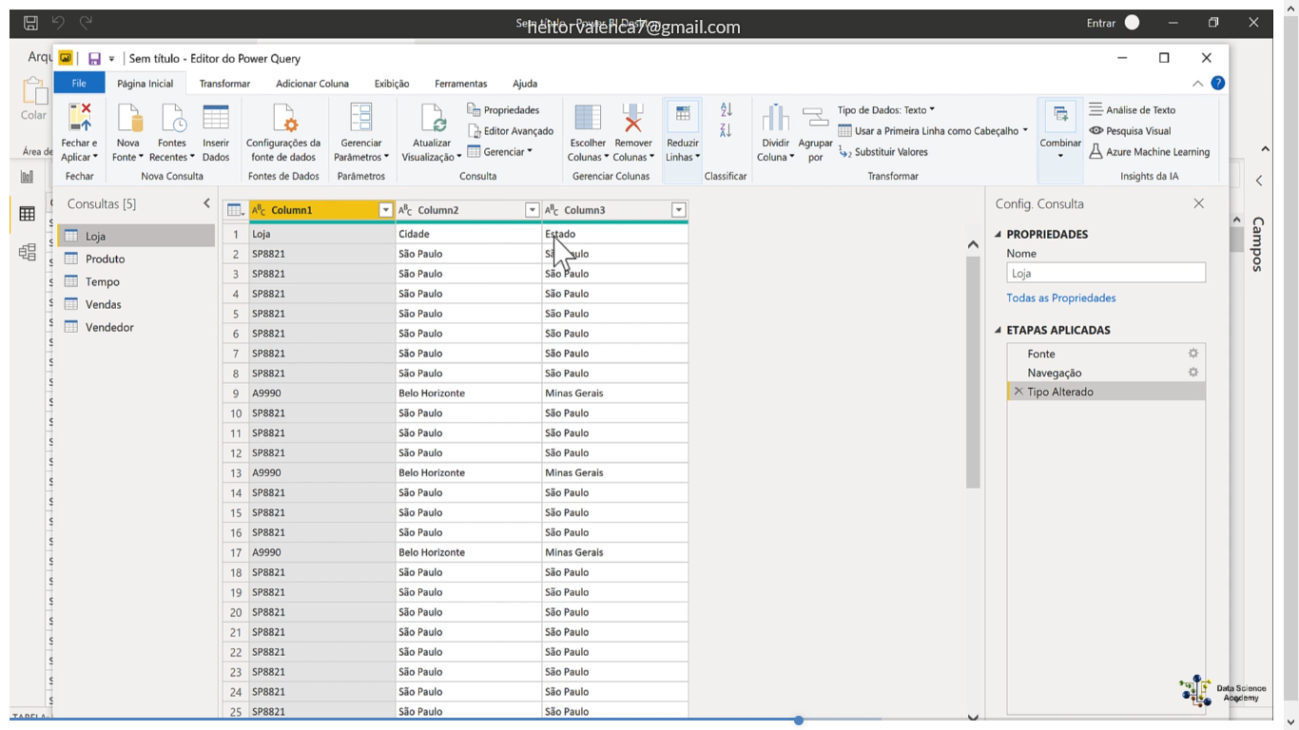 heitorvalenca7@gmail.com
Entrar
Arqu
Sem título - Editor do Power Query
File Página Inicial Transformar Adicionar Coluna Exibição Ferramentas Ajuda
Colar
Área de
Fechar e Aplicar
Fechar
Nova Fonte
Fontes Recentes
Inserir Dados
Nova Consulta
Configurações da fonte de dados
Fontes de Dados
Gerenciar Parâmetros
Parâmetros
Atualizar Visualização
Propriedades
Editor Avançado
Gerenciar
Consulta
Escolher Colunas
Remover Colunas
Gerenciar Colunas
Reduzir Linhas
Classificar
Dividir Coluna
Agrupar por
Tipo de Dados: Texto
Usar a Primeira Linha como Cabeçalho
Substituir Valores
Transformar
Combinar
Análise de Texto
Pesquisa Visual
Azure Machine Learning
Insights da IA
Consultas [5]
Loja
Produto
Tempo
Vendas
Vendedor
Column1 Column2 Column3
1 Loja Cidade Estado
2 SP8821 São Paulo
3 SP8821 São Paulo São Paulo
4 SP8821 São Paulo São Paulo
5 SP8821 São Paulo São Paulo
6 SP8821 São Paulo São Paulo
7 SP8821 São Paulo São Paulo
8 SP8821 São Paulo São Paulo
9 A9990 Belo Horizonte Minas Gerais
10 SP8821 São Paulo São Paulo
11 SP8821 São Paulo São Paulo
12 SP8821 São Paulo São Paulo
13 A9990 Belo Horizonte Minas Gerais
14 SP8821 São Paulo São Paulo
15 SP8821 São Paulo São Paulo
16 SP8821 São Paulo São Paulo
17 A9990 Belo Horizonte Minas Gerais
18 SP8821 São Paulo São Paulo
19 SP8821 São Paulo São Paulo
20 SP8821 São Paulo São Paulo
21 SP8821 São Paulo São Paulo
22 SP8821 São Paulo São Paulo
23 SP8821 São Paulo São Paulo
24 SP8821 São Paulo São Paulo
25 SP8821 São Paulo São Paulo
Config. Consulta
PROPRIEDADES
Nome
Loja
Todas as Propriedades
ETAPAS APLICADAS
Fonte
Navegação
Tipo Alterado
Campos
Data Science
Academy